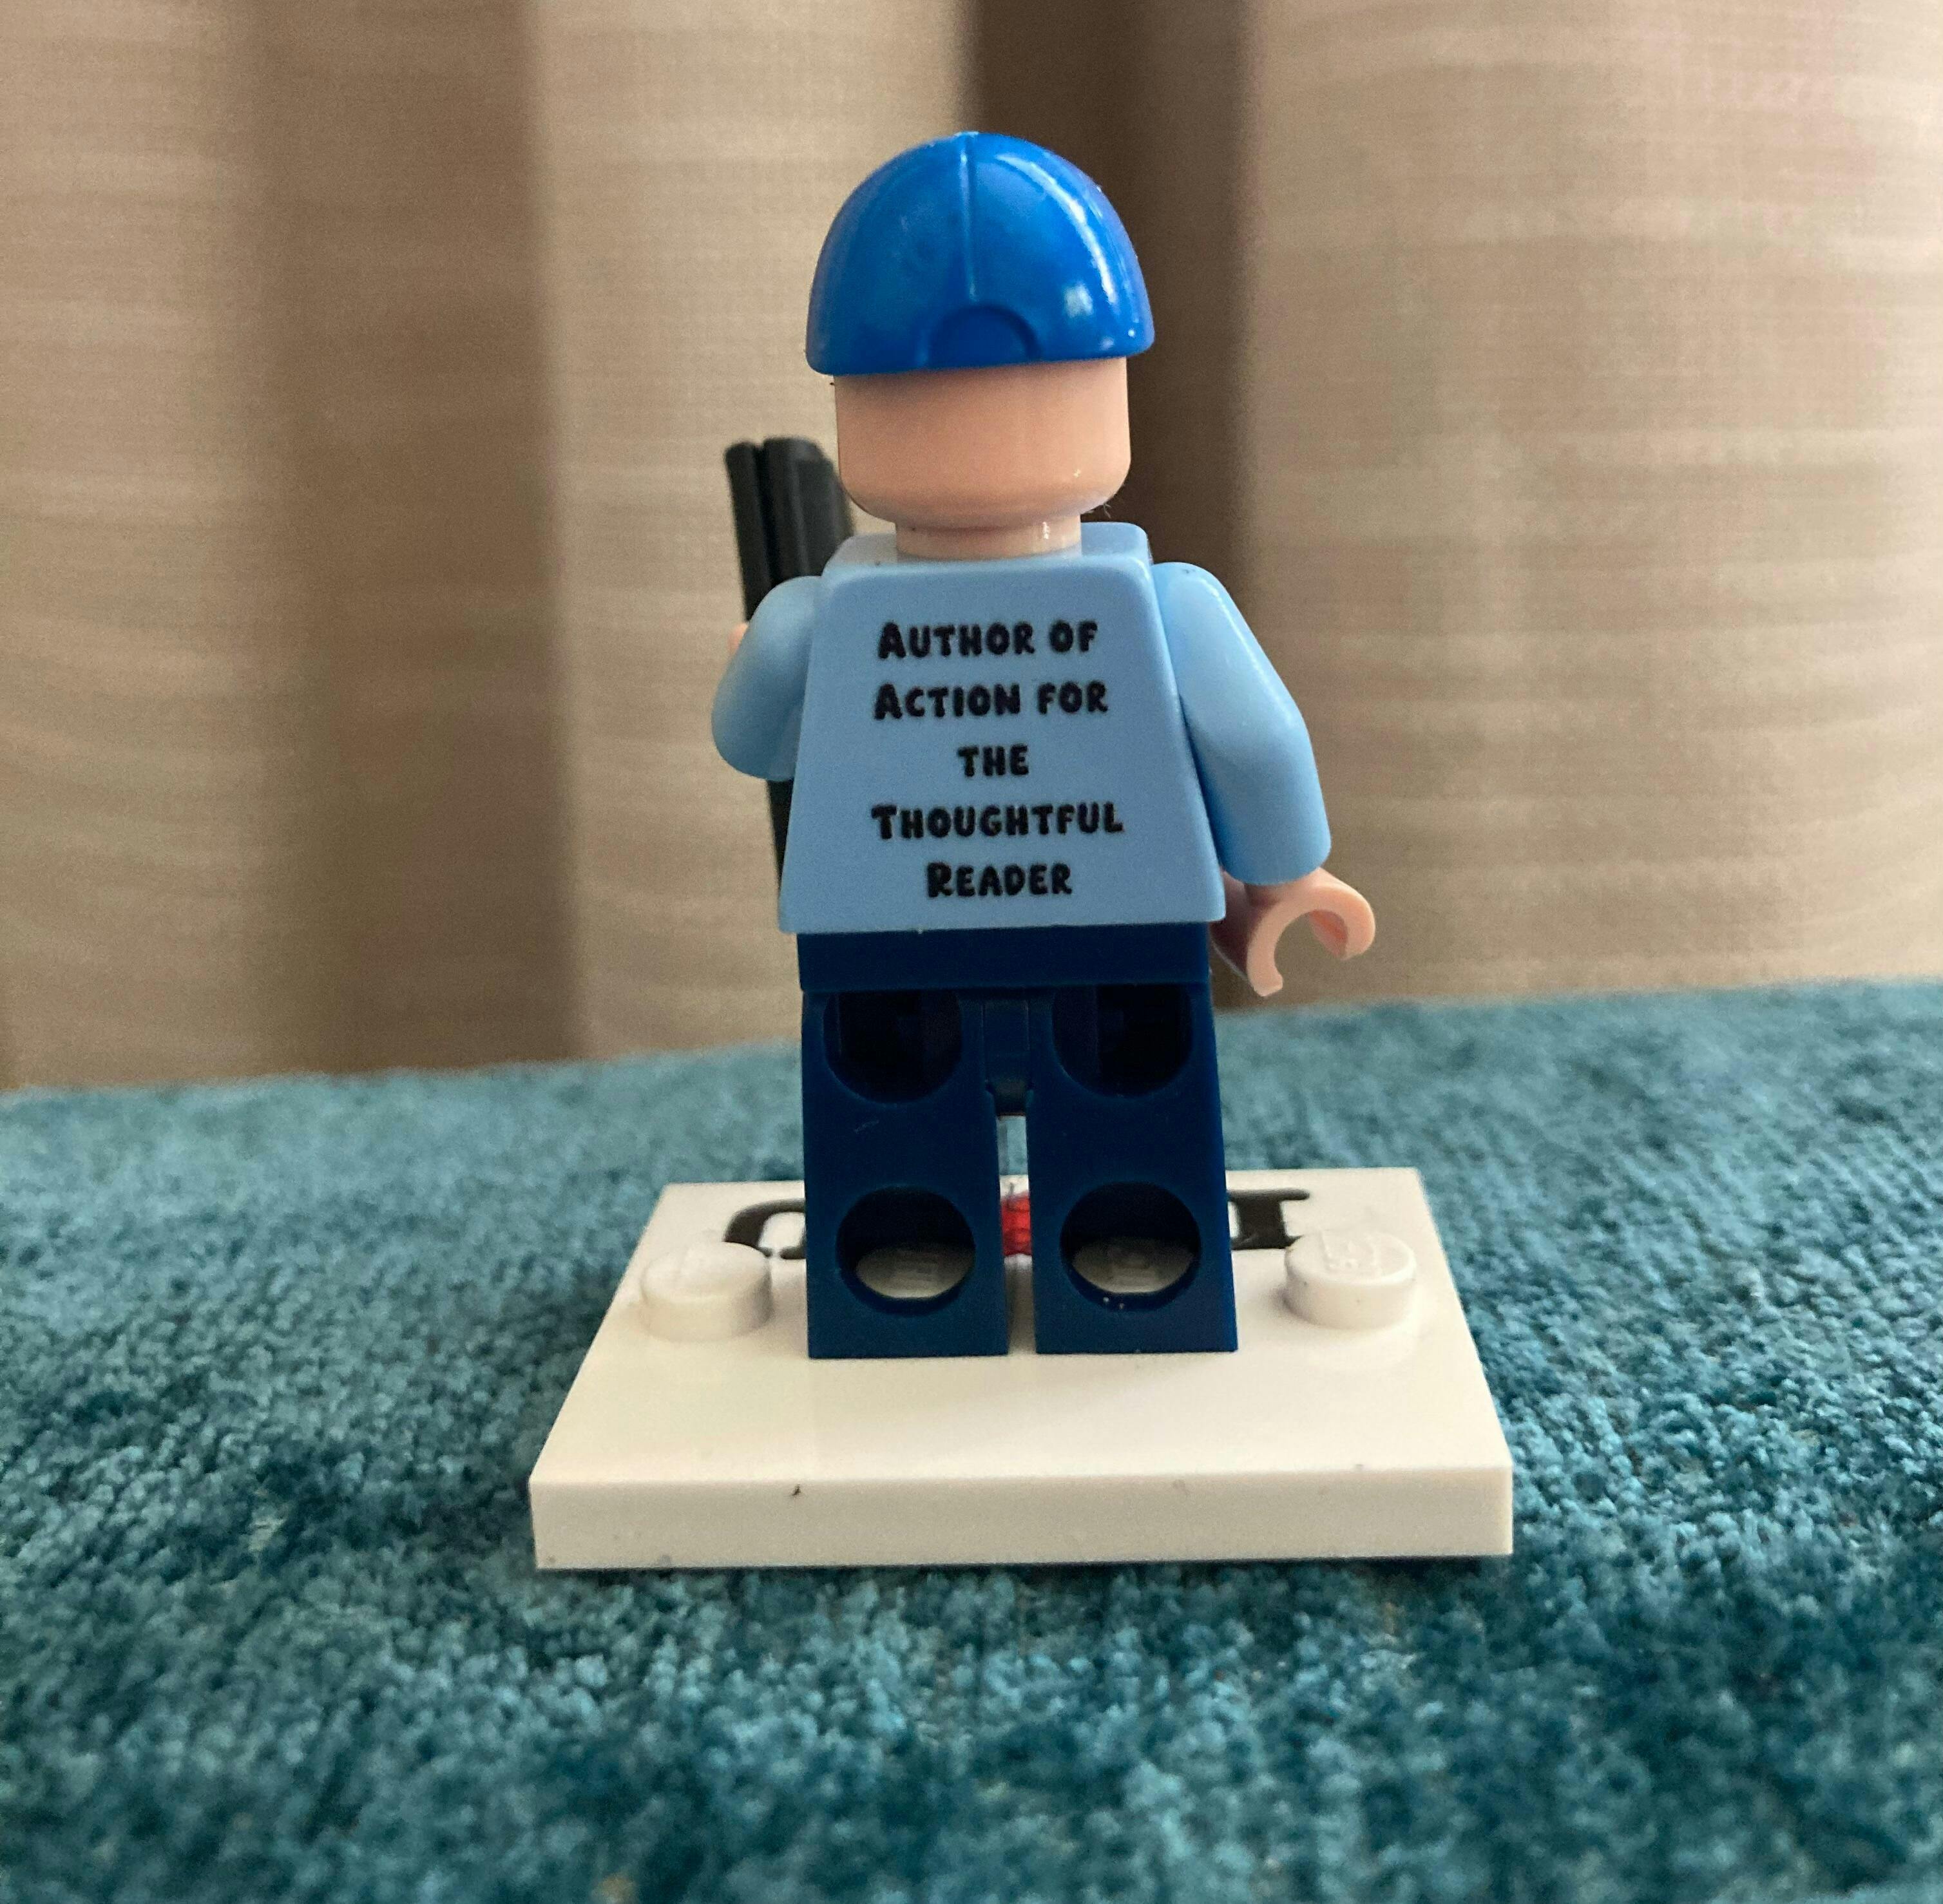 AUTHOR OF
ACTION FOR
THE
THOUGHTFUL
READER